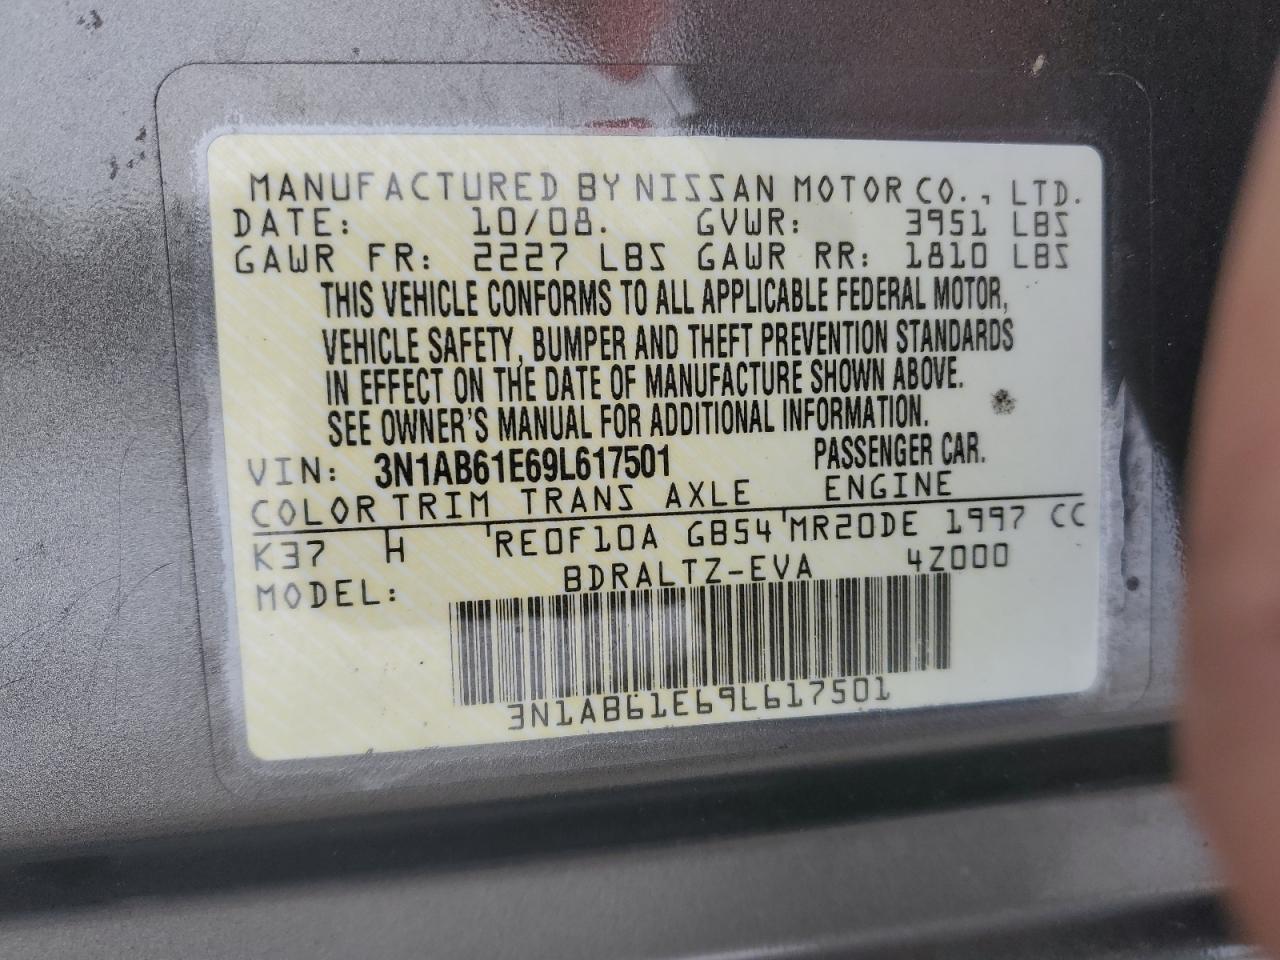 MANUFACTURED BY NISSAN MOTOR CO., LTD.
DATE: 10/08. GVWR: 3951 LBS
GAWR FR: 2227 LBS GAWR RR: 1810 LBS
THIS VEHICLE CONFORMS TO ALL APPLICABLE FEDERAL MOTOR,
VEHICLE SAFETY, BUMPER AND THEFT PREVENTION STANDARDS
IN EFFECT ON THE DATE OF MANUFACTURE SHOWN ABOVE.
SEE OWNER'S MANUAL FOR ADDITIONAL INFORMATION.
VIN: 3N1AB61E69L617501 PASSENGER CAR.
COLOR TRIM TRANS AXLE ENGINE
K37 H RE0F10A GB54 MR20DE 1997 CC
MODEL: BDRALTZ-EVA 4Z000
3N1AB61E69L617501